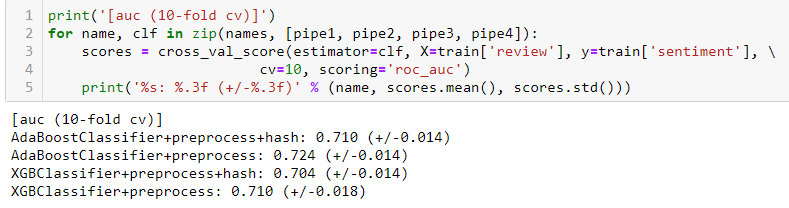 1 print('[auc (10-fold cv)]')
2 for name, clf in zip(names, [pipe1, pipe2, pipe3, pipe4]):
3     scores = cross_val_score(estimator=clf, X=train['review'], y=train['sentiment'], \
4                              cv=10, scoring='roc_auc')
5     print('%s: %.3f (+/-%.3f)' % (name, scores.mean(), scores.std()))
[auc (10-fold cv)]
AdaBoostClassifier+preprocess+hash: 0.710 (+/-0.014)
AdaBoostClassifier+preprocess: 0.724 (+/-0.014)
XGBClassifier+preprocess+hash: 0.704 (+/-0.014)
XGBClassifier+preprocess: 0.710 (+/-0.018)